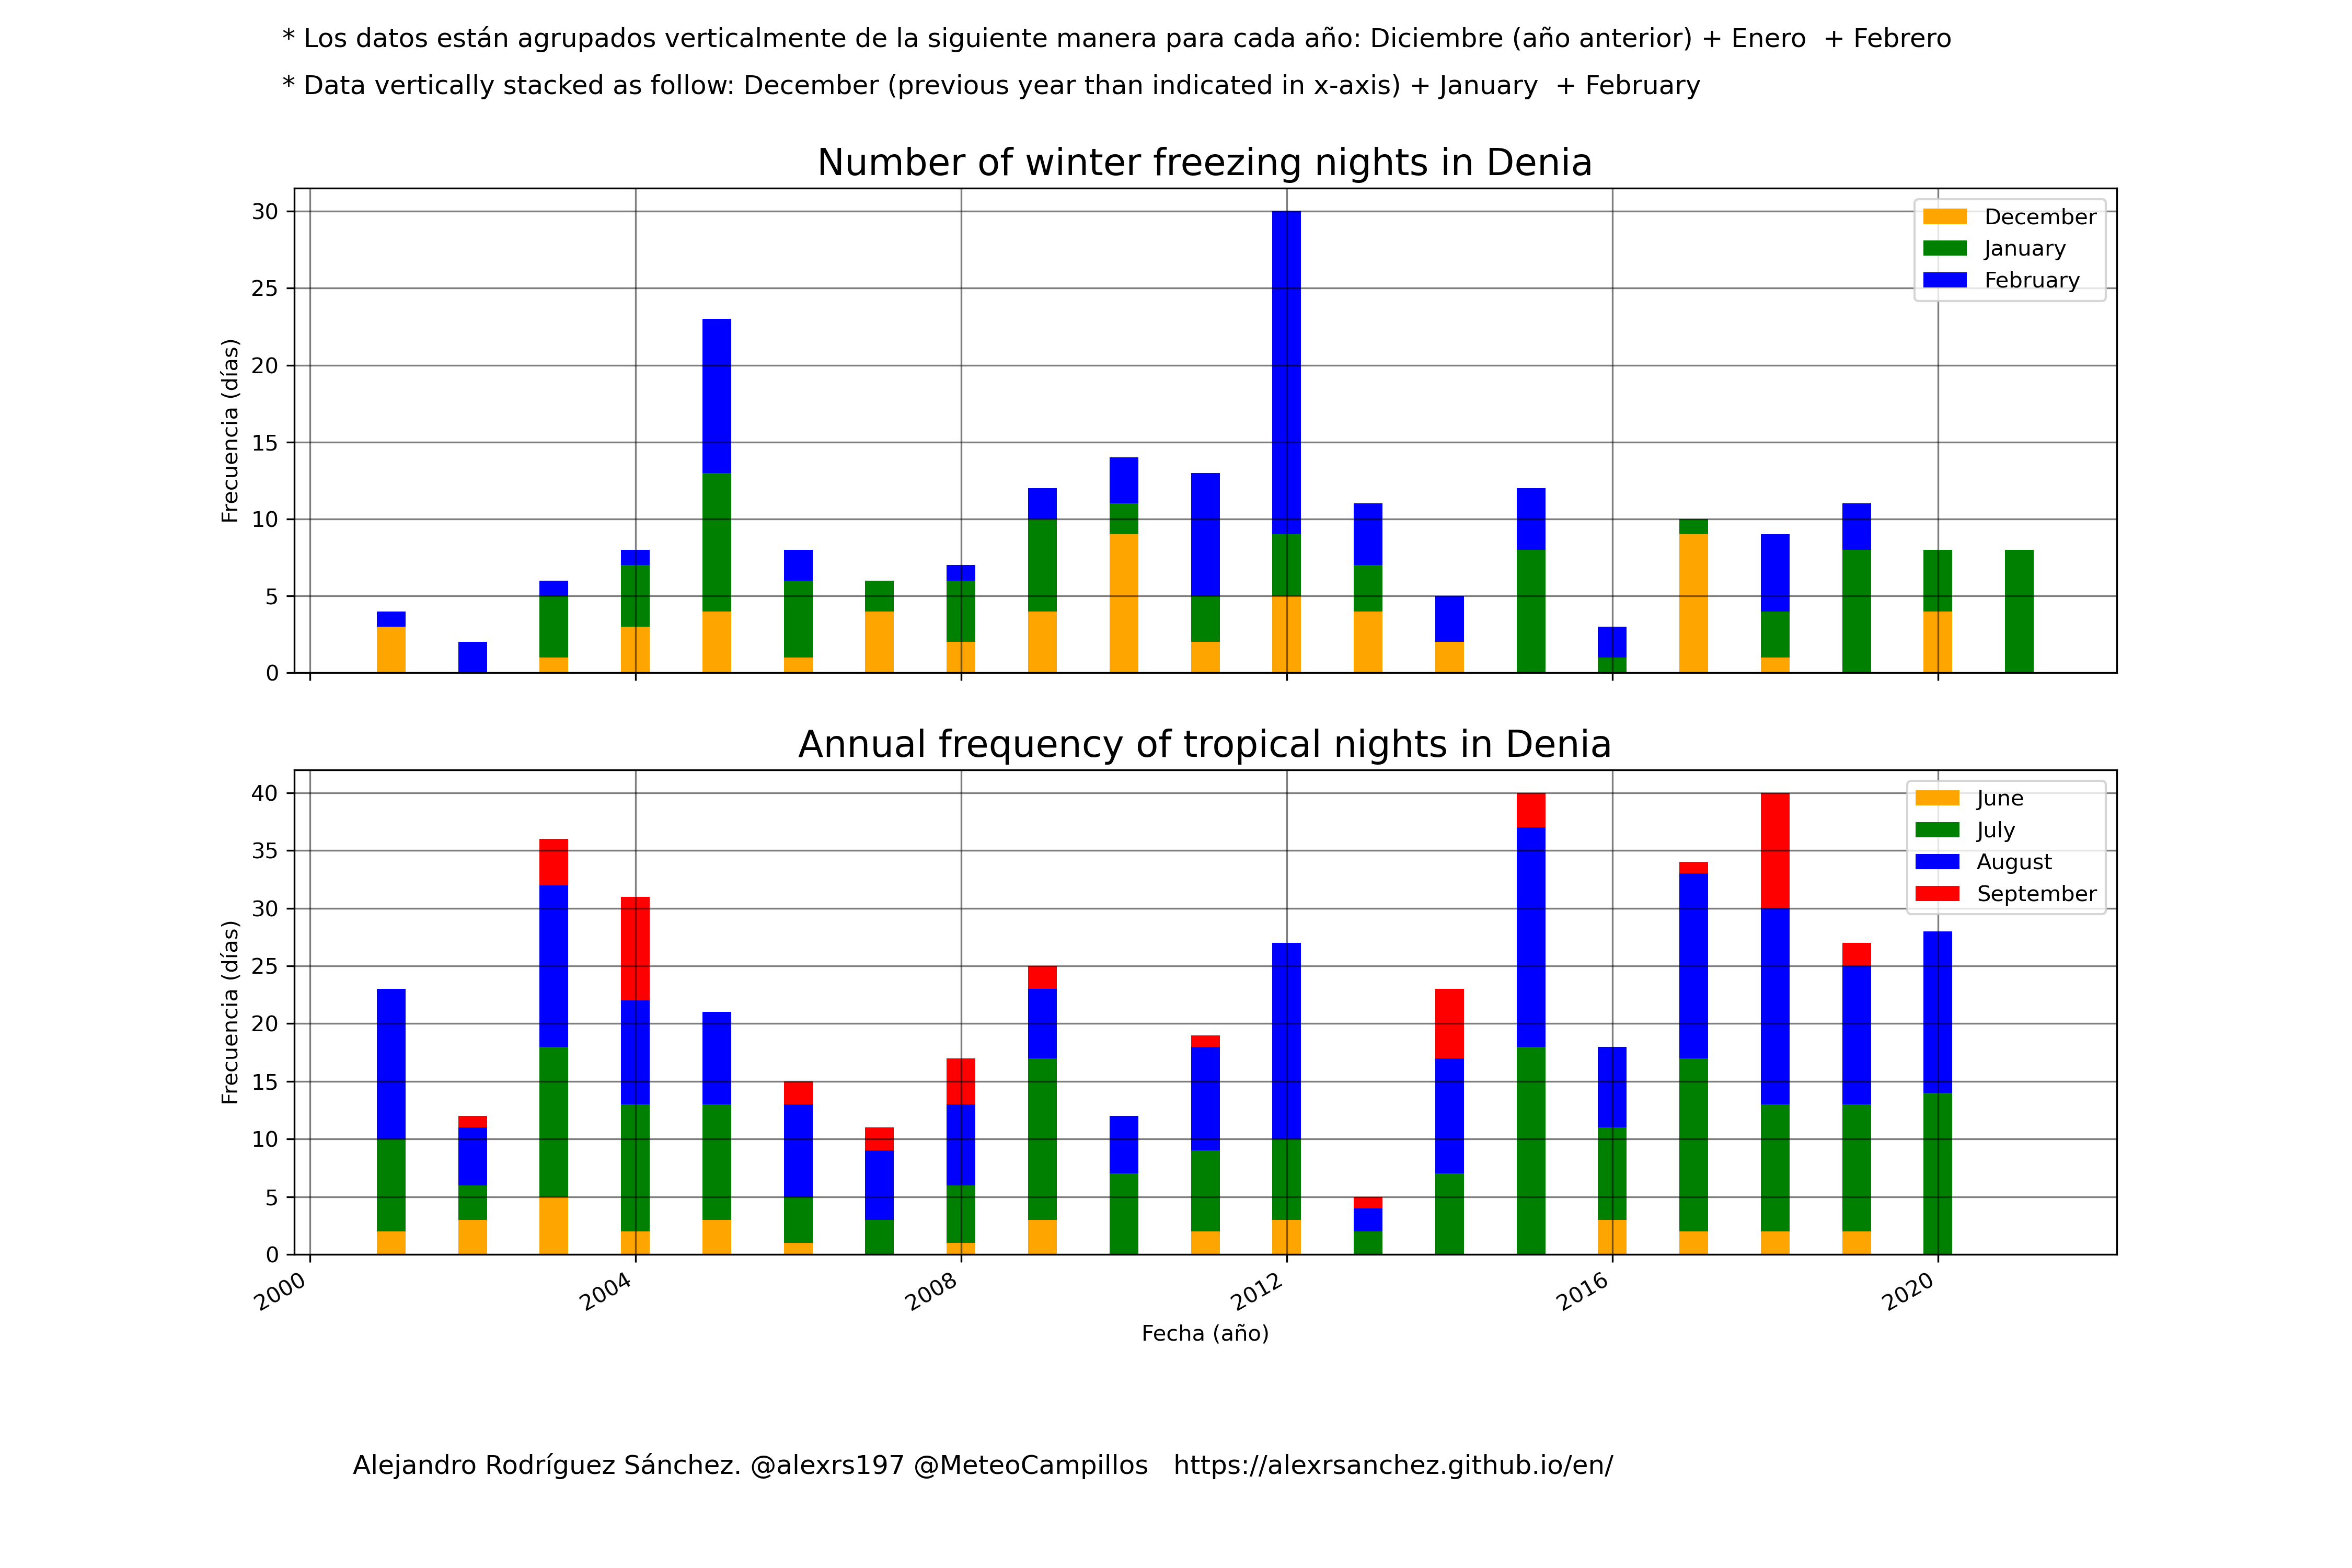 * Los datos están agrupados verticalmente de la siguiente manera para cada año: Diciembre (año anterior) + Enero  + Febrero
* Data vertically stacked as follow: December (previous year than indicated in x-axis) + January  + February
Number of winter freezing nights in Denia
30
25
20
15
10
5
0
Frecuencia (días)
December
January
February
Annual frequency of tropical nights in Denia
40
35
30
25
20
15
10
5
0
Frecuencia (días)
June
July
August
September
2000
2004
2008
2012
2016
2020
Fecha (año)
Alejandro Rodríguez Sánchez. @alexrs197 @MeteoCampillos   https://alexrsanchez.github.io/en/